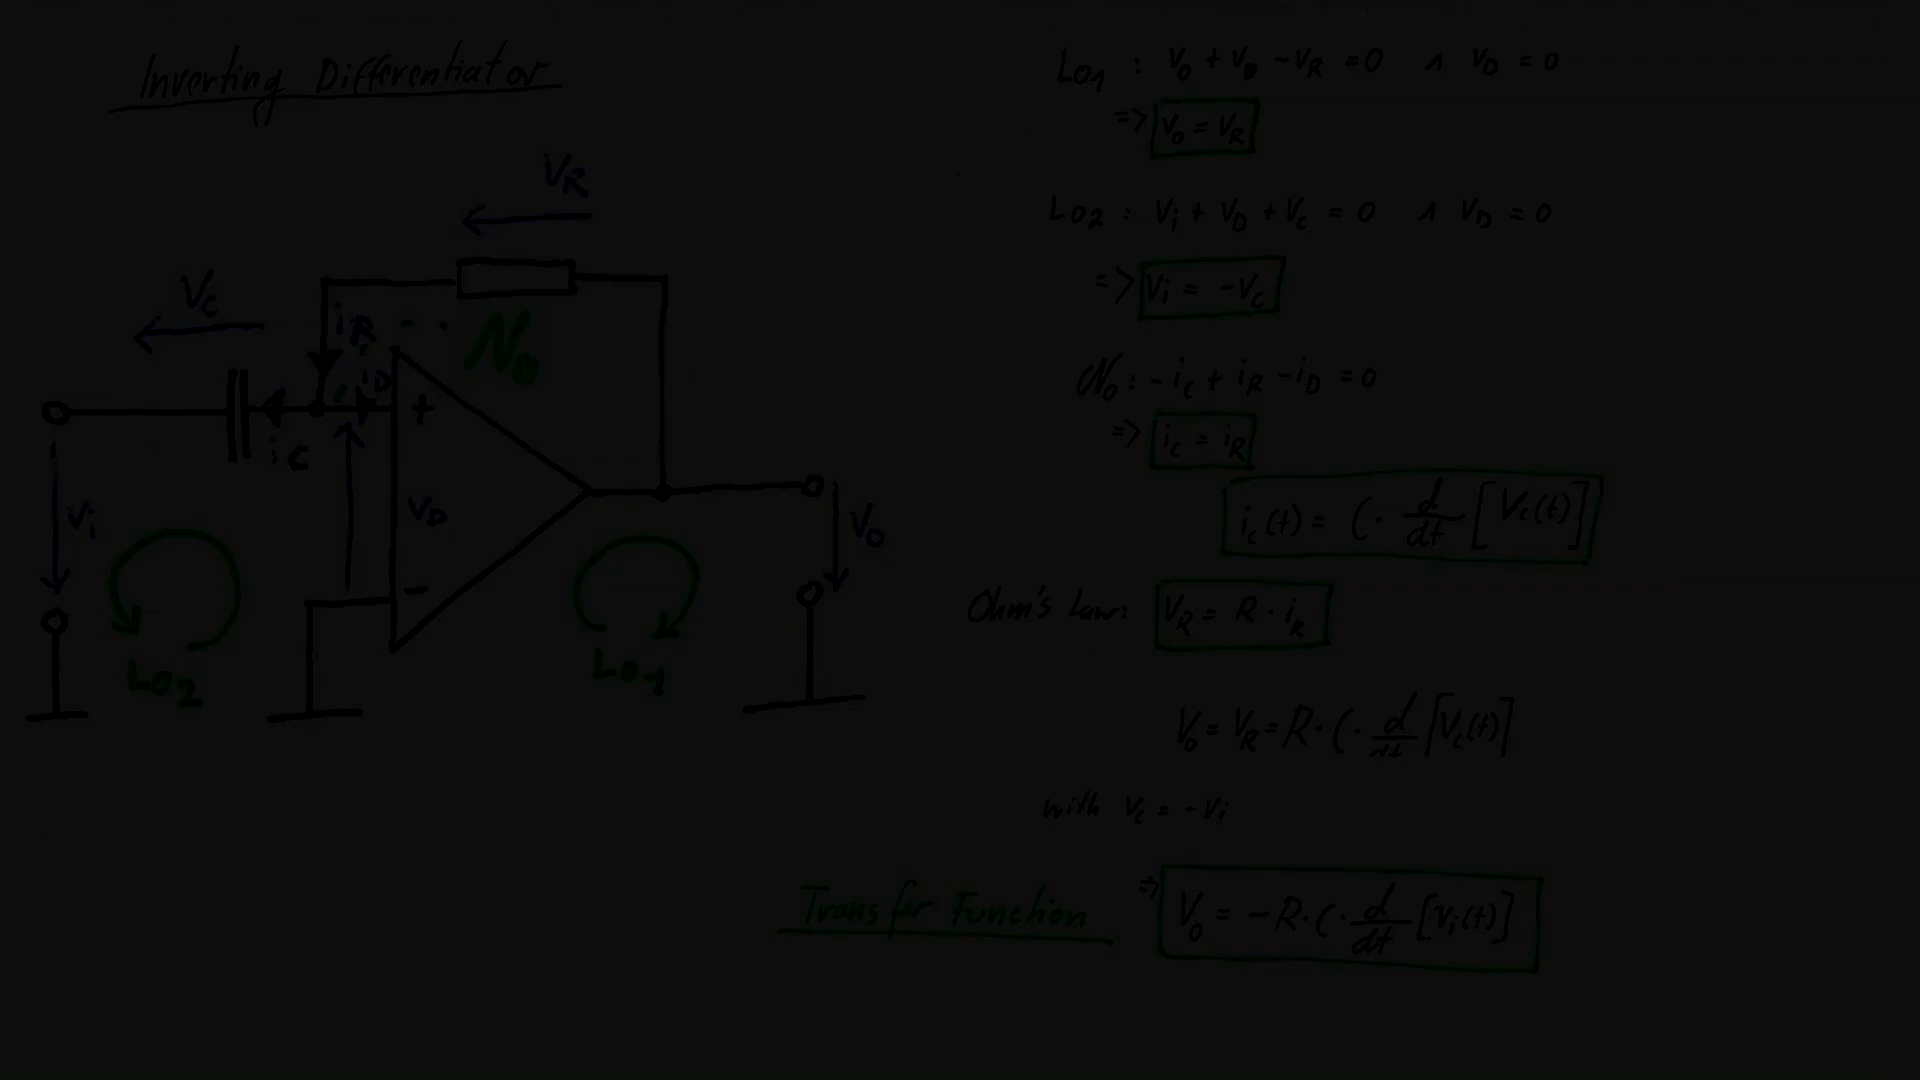 Inverting Differentiator
V_R
V_C
i_R
N_0
i_D
+
i_C
V_i
V_D
V_0
-
Lo2
Lo1
Lo1 : V_0 + V_D - V_R = 0 ∧ V_D = 0
=> V_0 = V_R
Lo2 : V_i + V_D + V_C = 0 ∧ V_D = 0
=> V_i = -V_C
N_0 : -i_C + i_R - i_D = 0
=> i_C = i_R
i_C(t) = C · d/dt [V_C(t)]
Ohm's Law: V_R = R · i_R
V_0 = V_R = R · C · d/dt [V_C(t)]
with V_C = -V_i
Transfer Function => V_0 = -R · C · d/dt [V_i(t)]